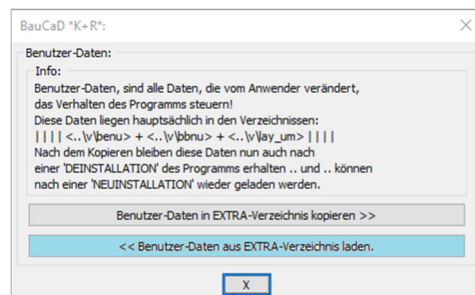 BauCaD *K+R*:
Benutzer-Daten:
Info:
Benutzer-Daten, sind alle Daten, die vom Anwender verändert,
das Verhalten des Programms steuern!
Diese Daten liegen hauptsächlich in den Verzeichnissen:
| | | | <..\v\benu> + <..\v\bbnu> + <..\v\lay_um> | | | |
Nach dem Kopieren bleiben diese Daten nun auch nach
einer 'DEINSTALLATION' des Programms erhalten .. und .. können
nach einer 'NEUINSTALLATION' wieder geladen werden.
Benutzer-Daten in EXTRA-Verzeichnis kopieren >>
<< Benutzer-Daten aus EXTRA-Verzeichnis laden.
X